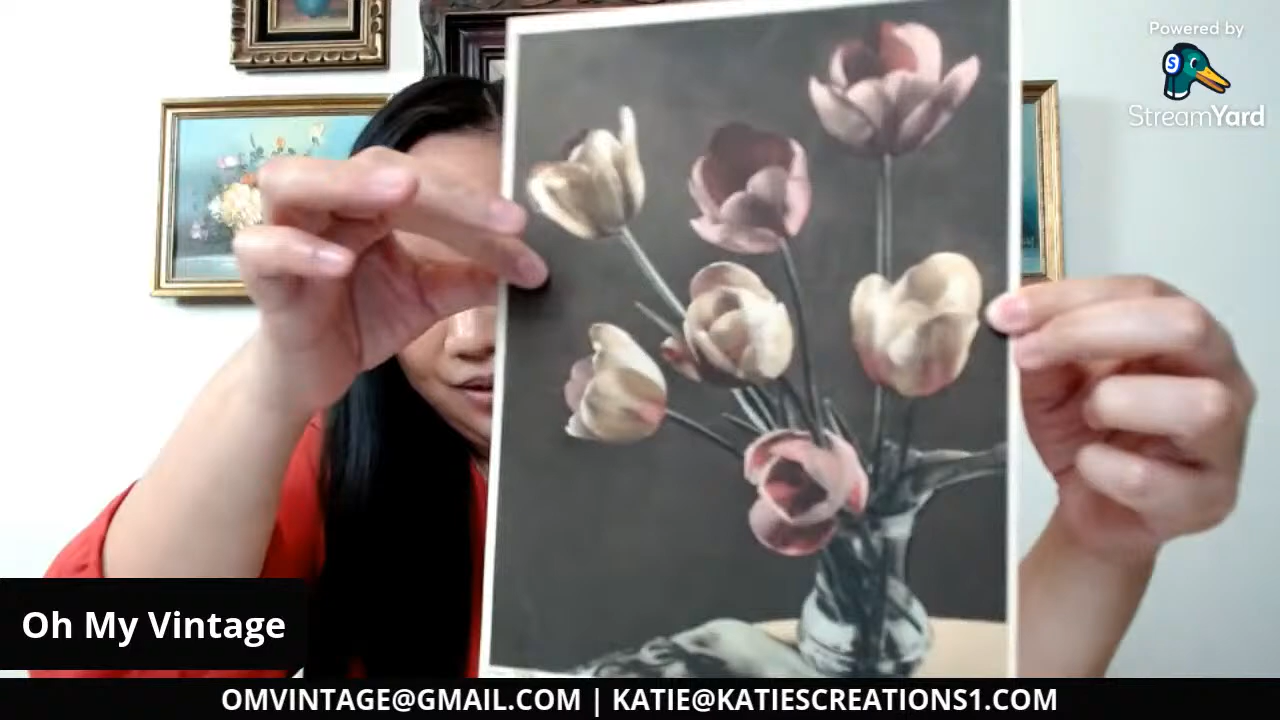 Powered by
S
StreamYard
Oh My Vintage
OMVINTAGE@GMAIL.COM | KATIE@KATIESCREATIONS1.COM